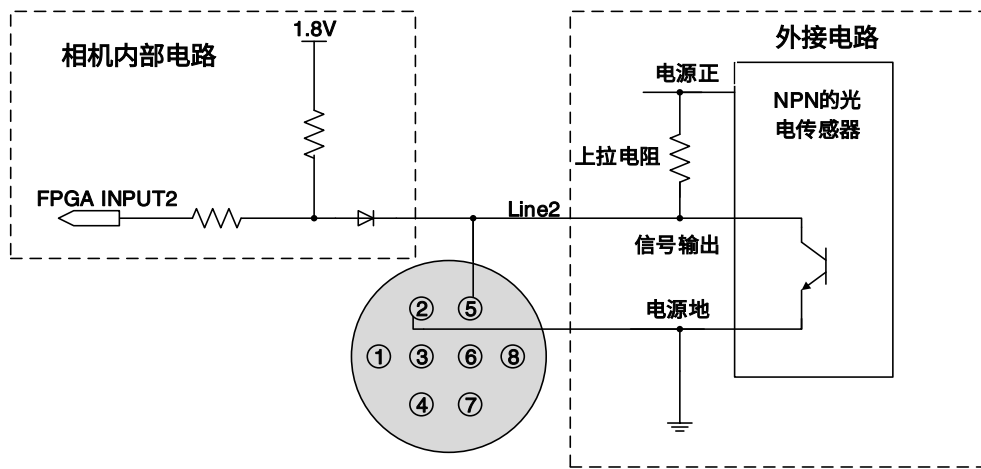 相机内部电路
1.8V
FPGA INPUT2
Line2
外接电路
电源正
NPN的光
电传感器
上拉电阻
信号输出
电源地
②
⑤
①
③
⑥
⑧
④
⑦